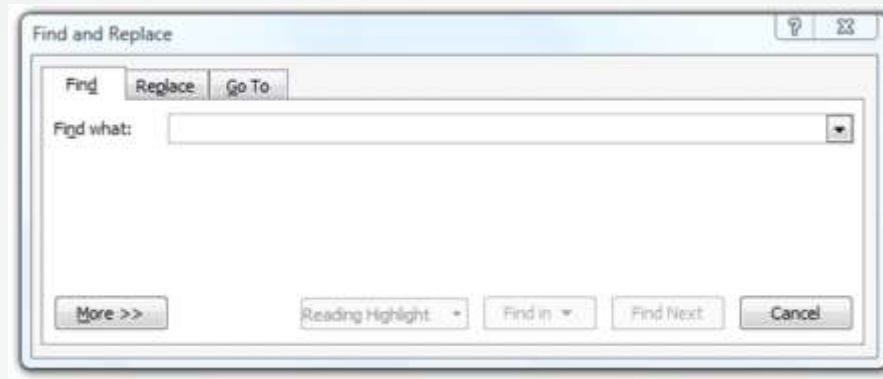 Find and Replace
Find Replace Go To
Find what:
More >> Reading Highlight Find in Find Next Cancel